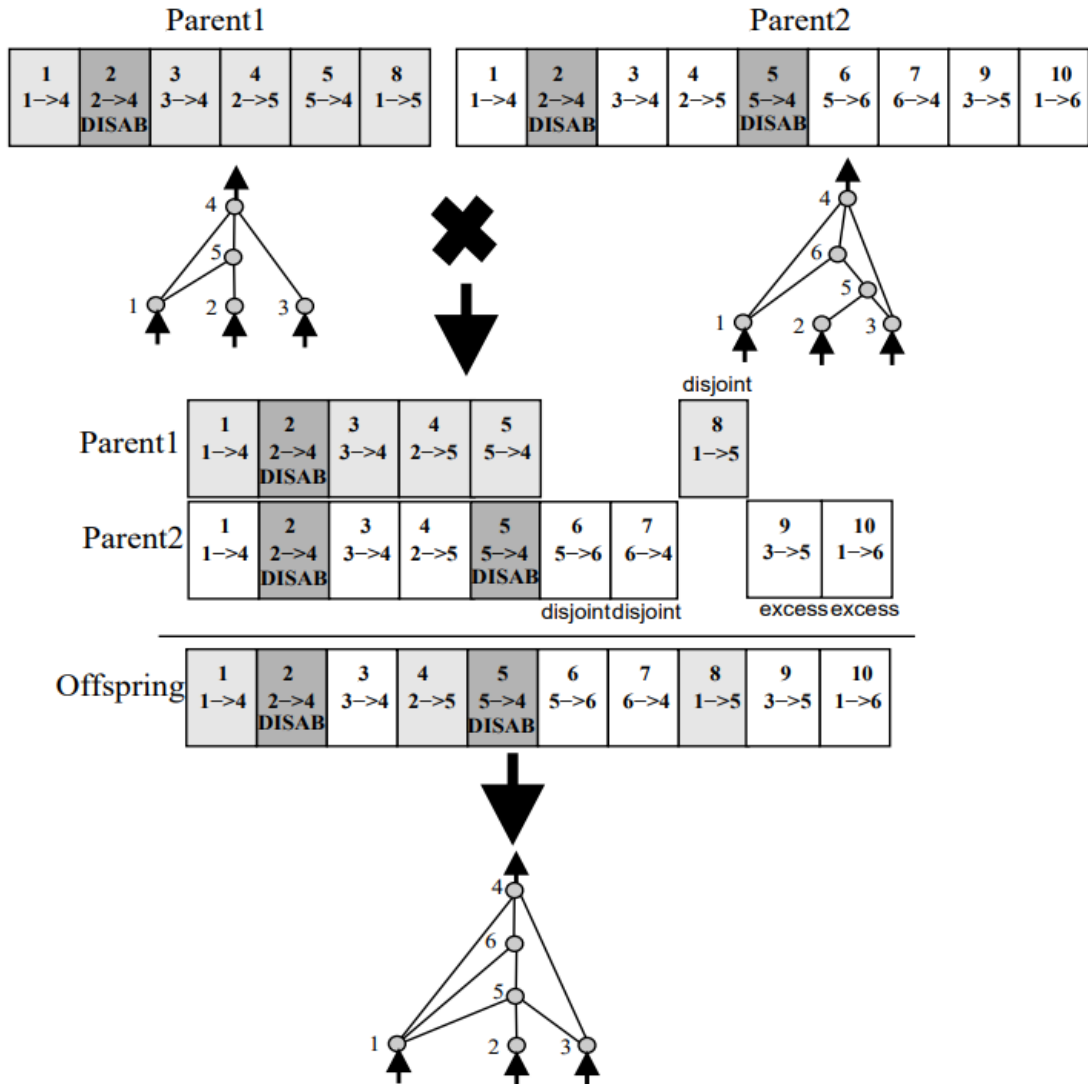 Parent1 Parent2
1 2 3 4 5 8 1 2 3 4 5 6 7 9 10
1->4 2->4 3->4 2->5 5->4 1->5 1->4 2->4 3->4 2->5 5->4 5->6 6->4 3->5 1->6
DISAB DISAB DISAB
4 4
5 6
5
1 2 3 1 2 3
disjoint
Parent1 1 2 3 4 5 8
1->4 2->4 3->4 2->5 5->4 1->5
DISAB
Parent2 1 2 3 4 5 6 7 9 10
1->4 2->4 3->4 2->5 5->4 5->6 6->4 3->5 1->6
DISAB DISAB
disjoint disjoint excess excess
Offspring 1 2 3 4 5 6 7 8 9 10
1->4 2->4 3->4 2->5 5->4 5->6 6->4 1->5 3->5 1->6
DISAB DISAB
4
6
5
1 2 3